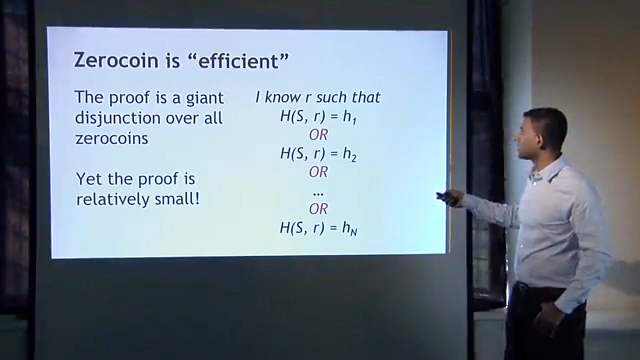 Zerocoin is “efficient”
The proof is a giant
disjunction over all
zerocoins
Yet the proof is
relatively small!
I know r such that
H(S, r) = h₁
OR
H(S, r) = h₂
OR
...
OR
H(S, r) = hN